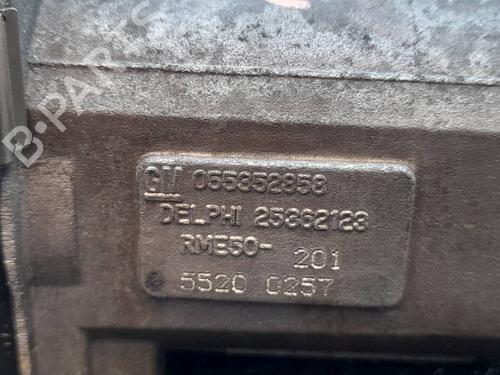 B-PARTS
GM 055352858
DELPHI 25362123
RME50- 201
5520 0257